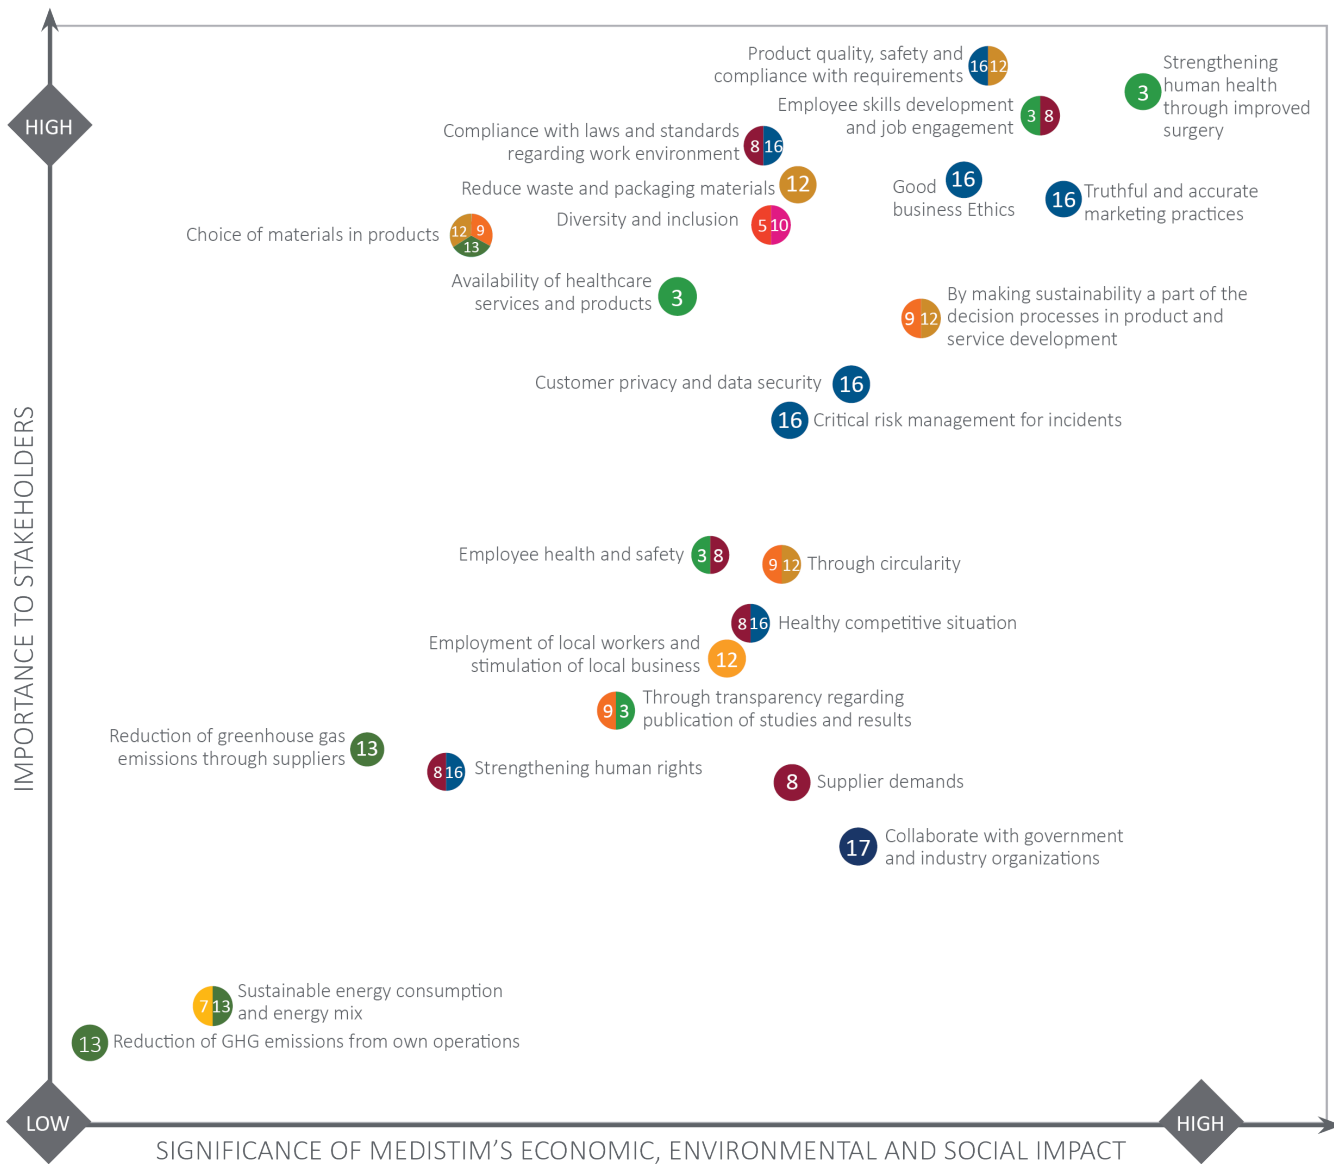 HIGH
Product quality, safety and
compliance with requirements
16 12
Strengthening
human health
through improved
surgery
3
Employee skills development
and job engagement
3 8
Compliance with laws and standards
regarding work environment
8 16
Reduce waste and packaging materials
12
Good
business Ethics
16
16
Truthful and accurate
marketing practices
Diversity and inclusion
5 10
Choice of materials in products
12 9
13
Availability of healthcare
services and products
3
9 12
By making sustainability a part of the
decision processes in product and
service development
Customer privacy and data security
16
16
Critical risk management for incidents
IMPORTANCE TO STAKEHOLDERS
Employee health and safety
3 8
9 12
Through circularity
8 16
Healthy competitive situation
Employment of local workers and
stimulation of local business
12
9 3
Through transparency regarding
publication of studies and results
Reduction of greenhouse gas
emissions through suppliers
13
8 16
Strengthening human rights
8
Supplier demands
17
Collaborate with government
and industry organizations
7 13
Sustainable energy consumption
and energy mix
13
Reduction of GHG emissions from own operations
LOW
HIGH
SIGNIFICANCE OF MEDISTIM’S ECONOMIC, ENVIRONMENTAL AND SOCIAL IMPACT